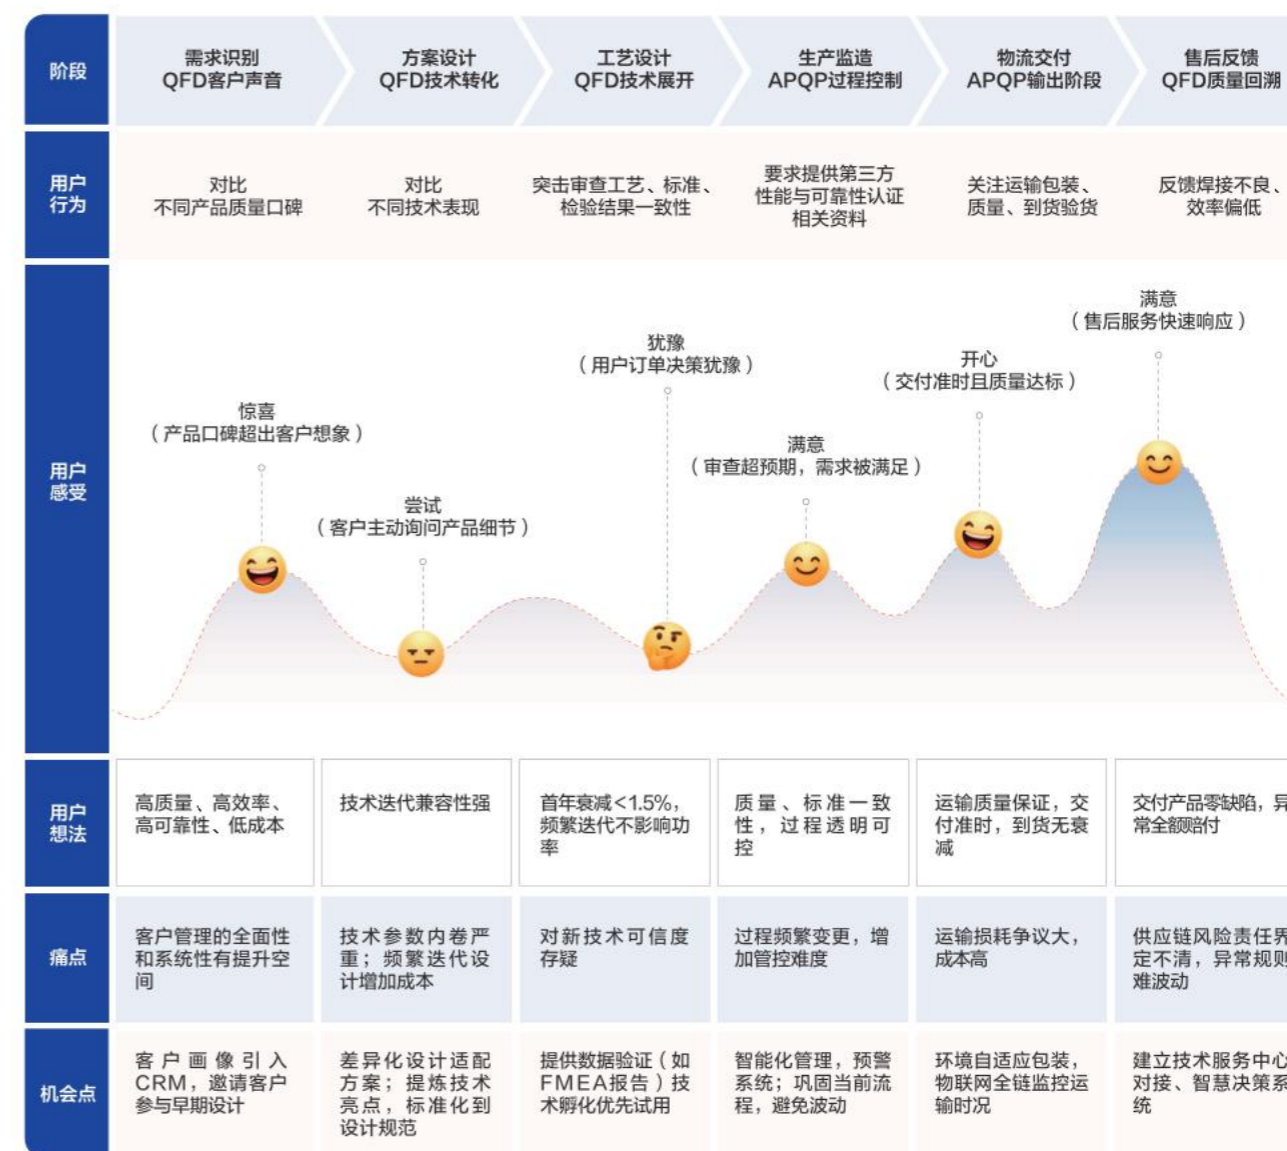 阶段
需求识别
QFD客户声音
方案设计
QFD技术转化
工艺设计
QFD技术展开
生产监造
APQP过程控制
物流交付
APQP输出阶段
售后反馈
QFD质量回溯
用户
行为
对比
不同产品质量口碑
对比
不同技术表现
突击审查工艺、标准、
检验结果一致性
要求提供第三方
性能与可靠性认证
相关资料
关注运输包装、
质量、到货验货
反馈焊接不良、
效率偏低
用户
感受
惊喜
（产品口碑超出客户想象）
尝试
（客户主动询问产品细节）
犹豫
（用户订单决策犹豫）
满意
（审查超预期，需求被满足）
开心
（交付准时且质量达标）
满意
（售后服务快速响应）
用户
想法
高质量、高效率、
高可靠性、低成本
技术迭代兼容性强
首年衰减<1.5%，
频繁迭代不影响功
率
质量、标准一致
性，过程透明可
控
运输质量保证，交
付准时，到货无衰
减
交付产品零缺陷，异
常全额赔付
痛点
客户管理的全面性
和系统性有提升空
间
技术参数内卷严
重；频繁迭代设
计增加成本
对新技术可信度
存疑
过程频繁变更，增
加管控难度
运输损耗争议大，
成本高
供应链风险责任界
定不清，异常规则
难波动
机会点
客户画像引入
CRM，邀请客户
参与早期设计
差异化设计适配
方案；提炼技术
亮点，标准化到
设计规范
提供数据验证（如
FMEA报告）技
术孵化优先试用
智能化管理，预警
系统；巩固当前流
程，避免波动
环境自适应包装，
物联网全链监控运
输时况
建立技术服务中心
对接、智慧决策系
统